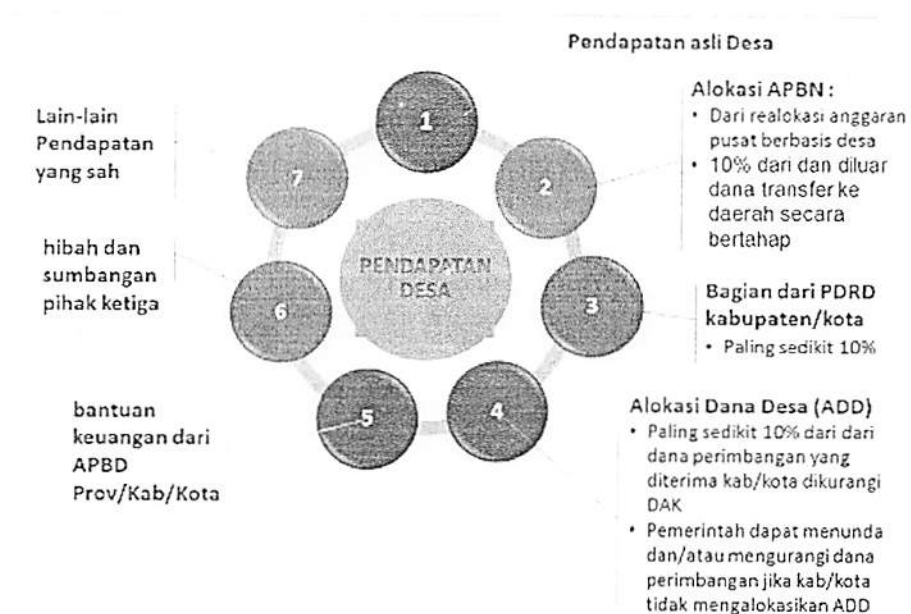 Pendapatan asli Desa
1
Alokasi APBN :
• Dari realokasi anggaran
pusat berbasis desa
• 10% dari dan diluar
dana transfer ke
daerah secara
bertahap
2
Bagian dari PDRD
kabupaten/kota
• Paling sedikit 10%
3
Alokasi Dana Desa (ADD)
• Paling sedikit 10% dari dari
dana perimbangan yang
diterima kab/kota dikurangi
DAK
• Pemerintah dapat menunda
dan/atau mengurangi dana
perimbangan jika kab/kota
tidak mengalokasikan ADD
4
bantuan
keuangan dari
APBD
Prov/Kab/Kota
5
hibah dan
sumbangan
pihak ketiga
6
Lain-lain
Pendapatan
yang sah
7
PENDAPATAN
DESA